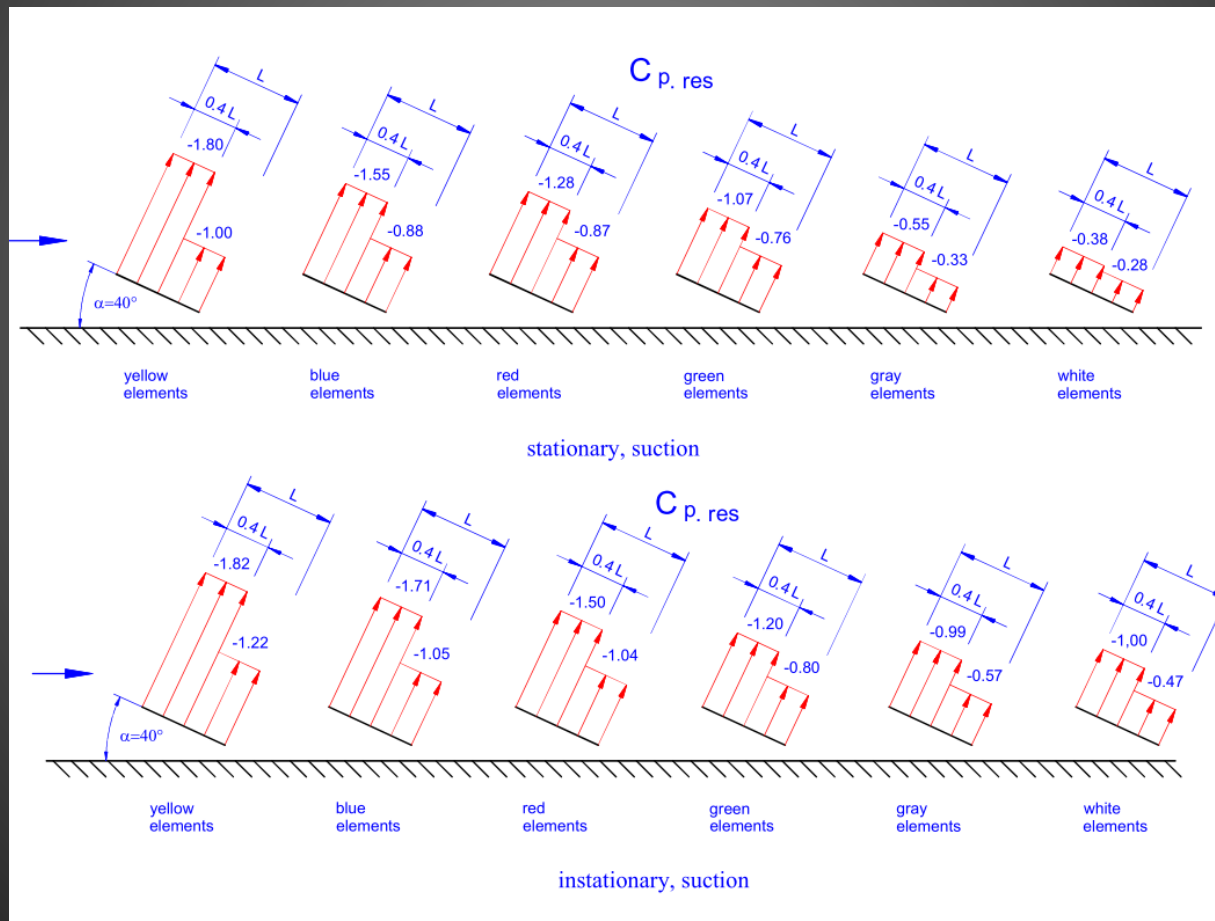 C p. res
L
L
L
L
L
L
0.4 L
0.4 L
0.4 L
0.4 L
0.4 L
0.4 L
-1.80
-1.55
-1.28
-1.07
-0.55
-0.38
-1.00
-0.88
-0.87
-0.76
-0.33
-0.28
α=40°
yellow
elements
blue
elements
red
elements
green
elements
gray
elements
white
elements
stationary, suction
C p. res
L
L
L
L
L
L
0.4 L
0.4 L
0.4 L
0.4 L
0.4 L
0.4 L
-1.82
-1.71
-1.50
-1.20
-0.99
-1,00
-1.22
-1.05
-1.04
-0.80
-0.57
-0.47
α=40°
yellow
elements
blue
elements
red
elements
green
elements
gray
elements
white
elements
instationary, suction